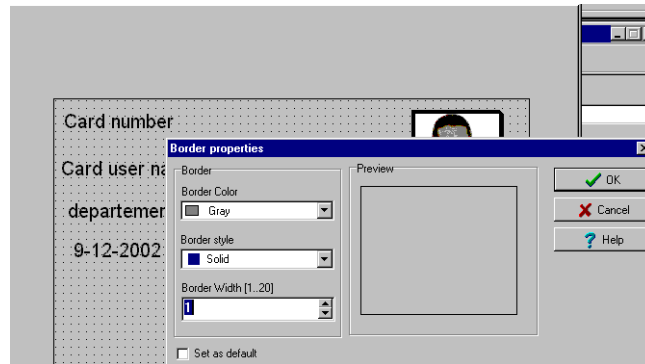 Card number
Border properties
Card user na
Border
Preview
OK
Border Color
Gray
Cancel
departemen
Border style
Help
9-12-2002
Solid
Border Width [1..20]
1
Set as default